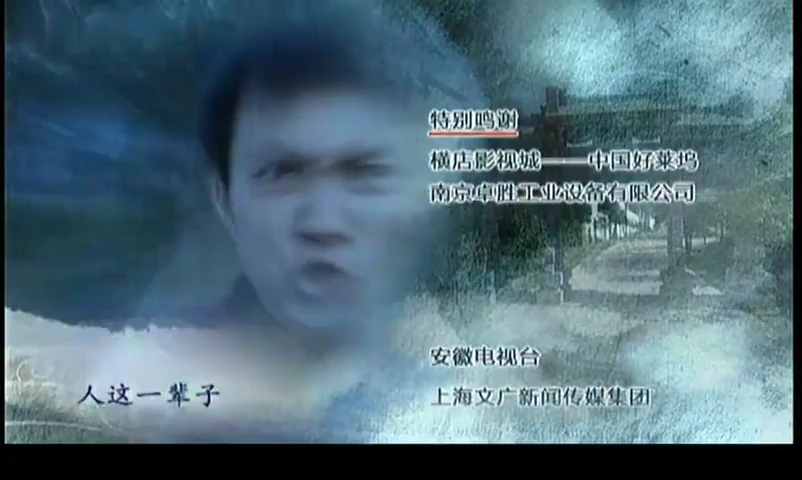 特别鸣谢
横店影视城——中国好莱坞
南京卓胜工业设备有限公司
安徽电视台
上海文广新闻传媒集团
人这一辈子